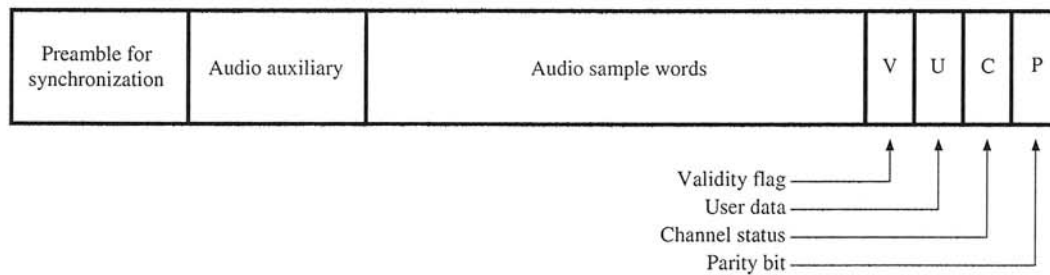 Preamble for
synchronization
Audio auxiliary
Audio sample words
V
U
C
P
Validity flag
User data
Channel status
Parity bit